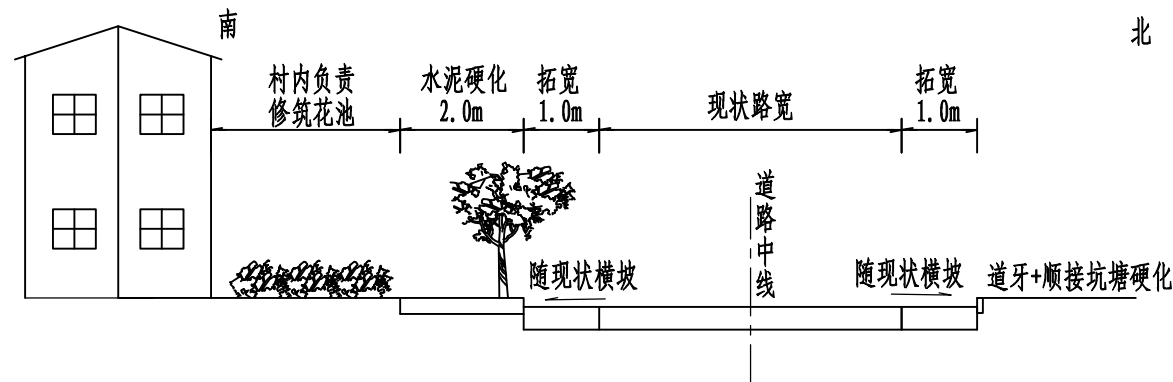 南
北
村内负责
修筑花池
水泥硬化
2.0m
拓宽
1.0m
现状路宽
拓宽
1.0m
道路中线
随现状横坡
随现状横坡
道牙+顺接坑塘硬化